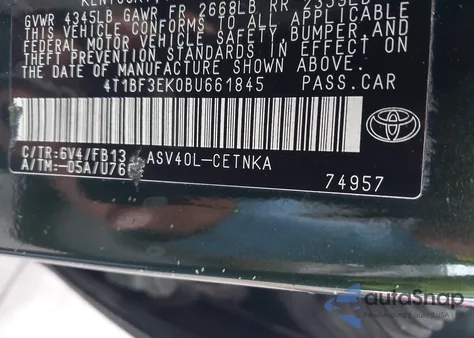 GVWR 4345LB GAWR FR 2668LB RR
THIS VEHICLE CONFORMS TO ALL APPLICABLE
FEDERAL MOTOR VEHICLE SAFETY, BUMPER, AND
THEFT PREVENTION STANDARDS IN EFFECT ON
THE DATE OF MANUFACTURE SHOWN ABOVE.
4T1BF3EK0BU661845 PASS.CAR
C/TR:6V4/FB13 ASV40L-CETNKA
A/TM:-05A/U76
74957
TOYOTA
autoSnap